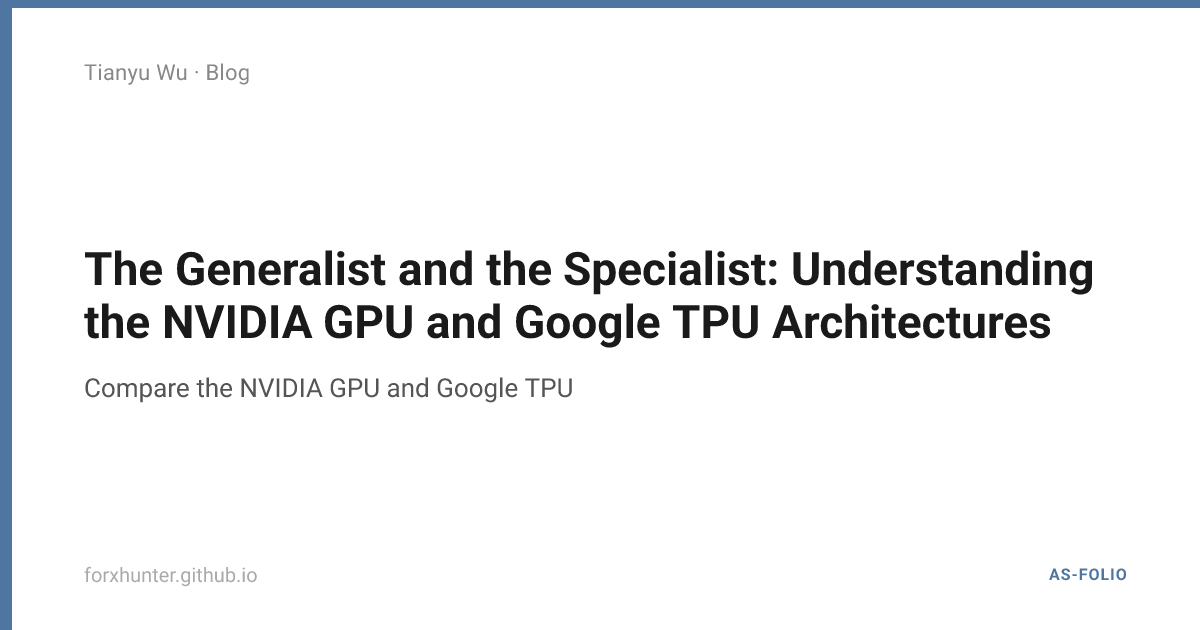 Tianyu Wu · Blog
The Generalist and the Specialist: Understanding
the NVIDIA GPU and Google TPU Architectures
Compare the NVIDIA GPU and Google TPU
forxhunter.github.io
AS-FOLIO